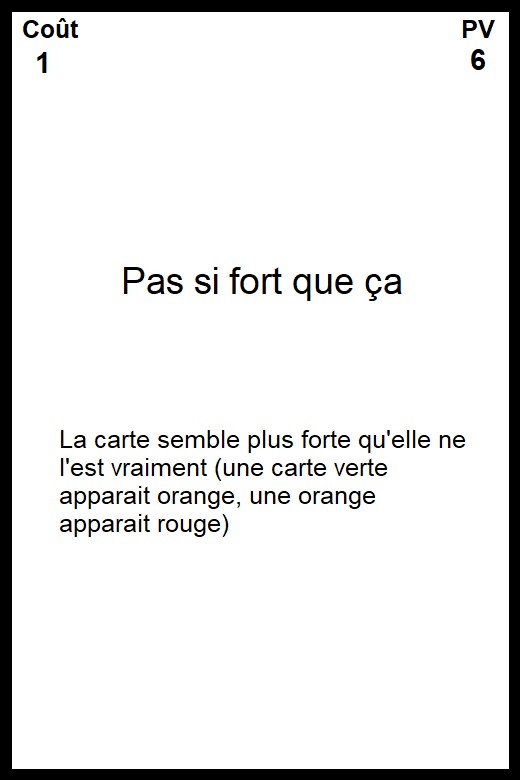 Coût PV
1 6
Pas si fort que ça
La carte semble plus forte qu'elle ne
l'est vraiment (une carte verte
apparait orange, une orange
apparait rouge)